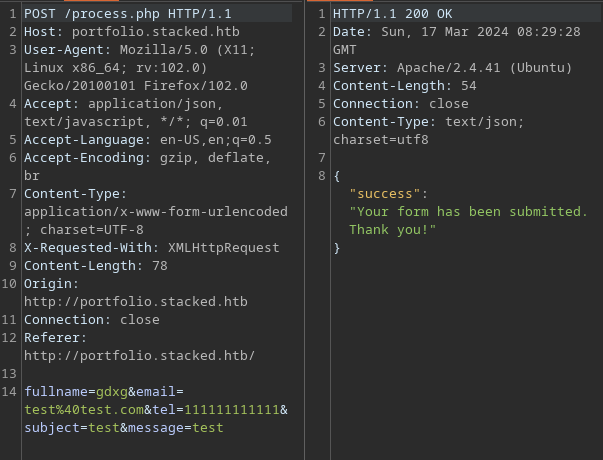 1 POST /process.php HTTP/1.1
2 Host: portfolio.stacked.htb
3 User-Agent: Mozilla/5.0 (X11;
Linux x86_64; rv:102.0)
Gecko/20100101 Firefox/102.0
4 Accept: application/json,
text/javascript, */*; q=0.01
5 Accept-Language: en-US,en;q=0.5
6 Accept-Encoding: gzip, deflate,
br
7 Content-Type:
application/x-www-form-urlencoded
; charset=UTF-8
8 X-Requested-With: XMLHttpRequest
9 Content-Length: 78
10 Origin:
http://portfolio.stacked.htb
11 Connection: close
12 Referer:
http://portfolio.stacked.htb/
13
14 fullname=gdxg&email=
test%40test.com&tel=111111111111&
subject=test&message=test
1 HTTP/1.1 200 OK
2 Date: Sun, 17 Mar 2024 08:29:28
GMT
3 Server: Apache/2.4.41 (Ubuntu)
4 Content-Length: 54
5 Connection: close
6 Content-Type: text/json;
charset=utf8
7
8 {
"success":
"Your form has been submitted.
Thank you!"
}